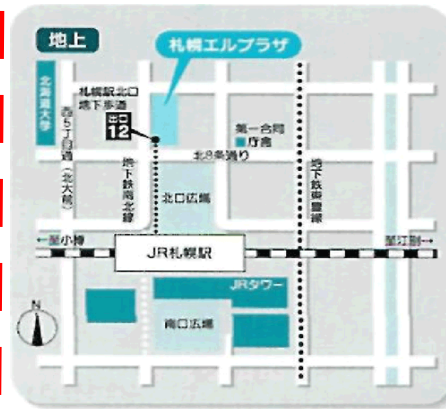 地上
札幌エルプラザ
北海道大学
西5丁目通(北大前)
札幌駅北口
地下歩道
出口
12
第一合同
庁舎
北8条通り
地下鉄南北線
北口広場
地下鉄東豊線
←至小樽
至江別→
JR札幌駅
JRタワー
南口広場
N